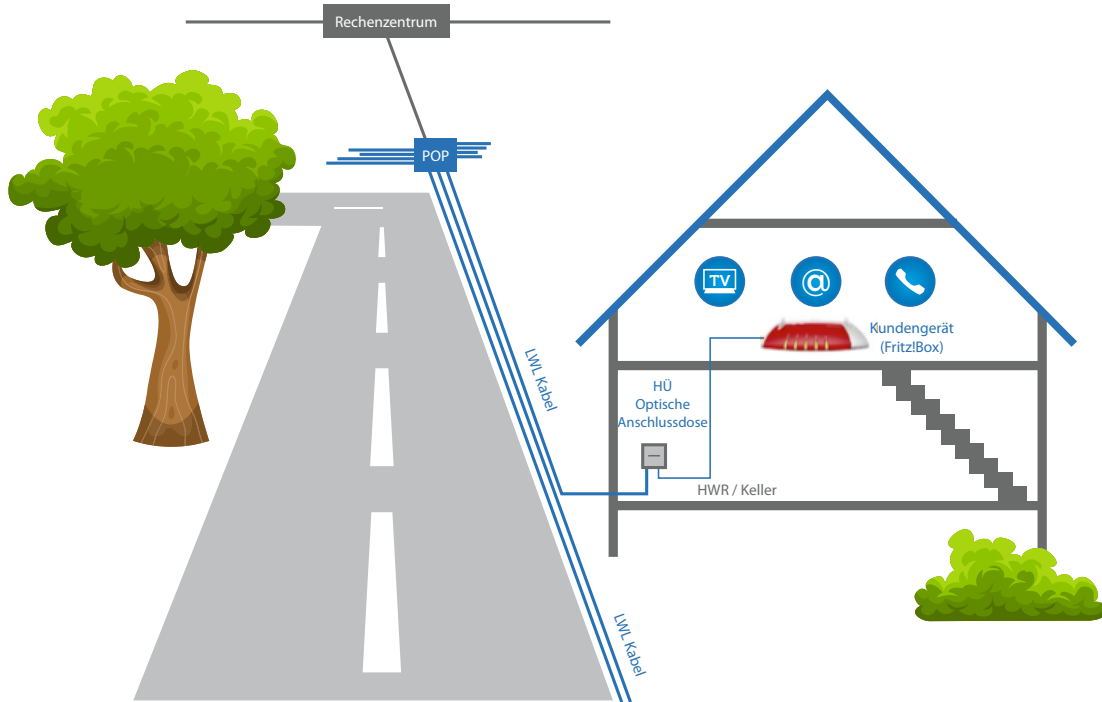 Rechenzentrum
POP
TV
@
Kundengerät
(Fritz!Box)
LWL Kabel
HÜ
Optische
Anschlussdose
HWR / Keller
LWL Kabel